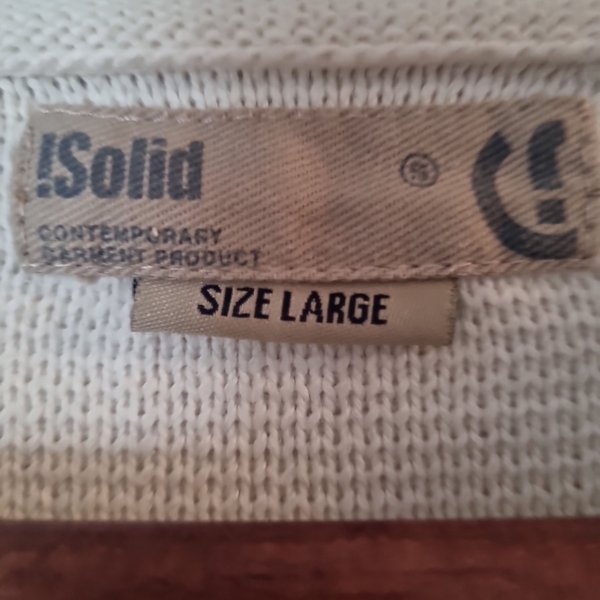 !Solid ®
CONTEMPORARY
GARMENT PRODUCT
SIZE LARGE